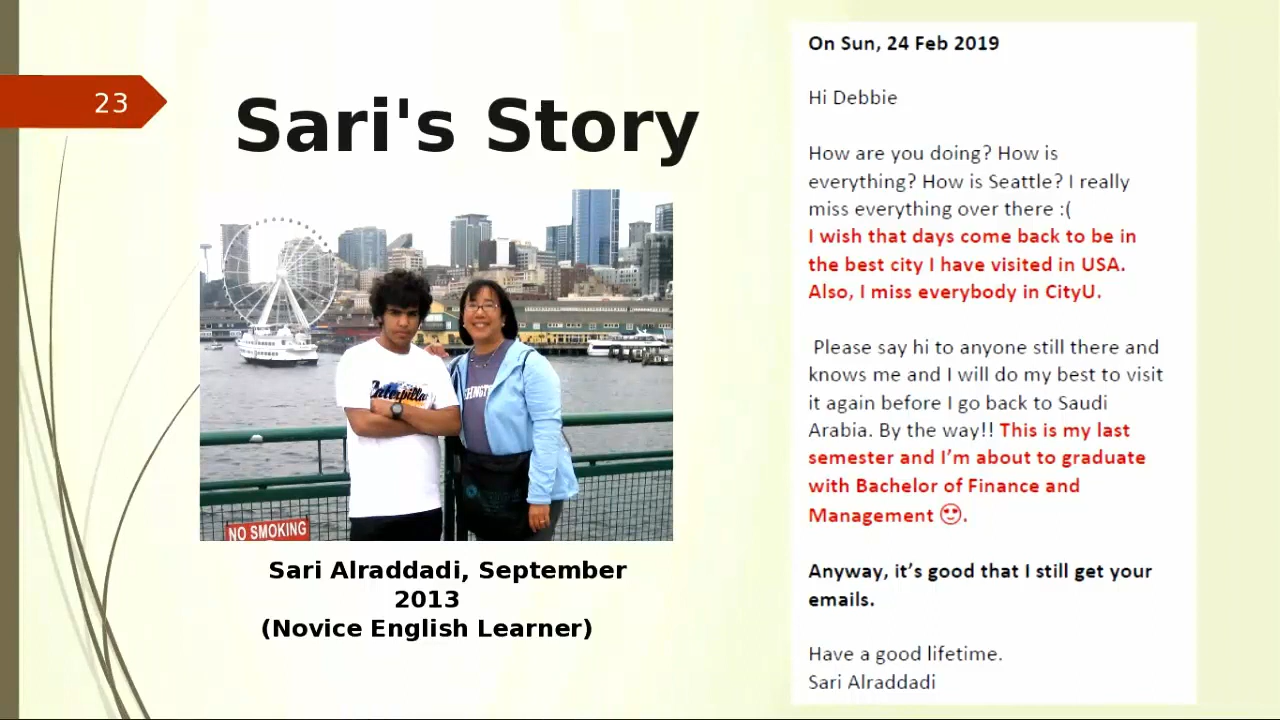 23
Sari's Story
Caterpillar
NO SMOKING
Sari Alraddadi, September
2013
(Novice English Learner)
On Sun, 24 Feb 2019
Hi Debbie
How are you doing? How is
everything? How is Seattle? I really
miss everything over there :(
I wish that days come back to be in
the best city I have visited in USA.
Also, I miss everybody in CityU.
Please say hi to anyone still there and
knows me and I will do my best to visit
it again before I go back to Saudi
Arabia. By the way!! This is my last
semester and I’m about to graduate
with Bachelor of Finance and
Management 😍.
Anyway, it’s good that I still get your
emails.
Have a good lifetime.
Sari Alraddadi